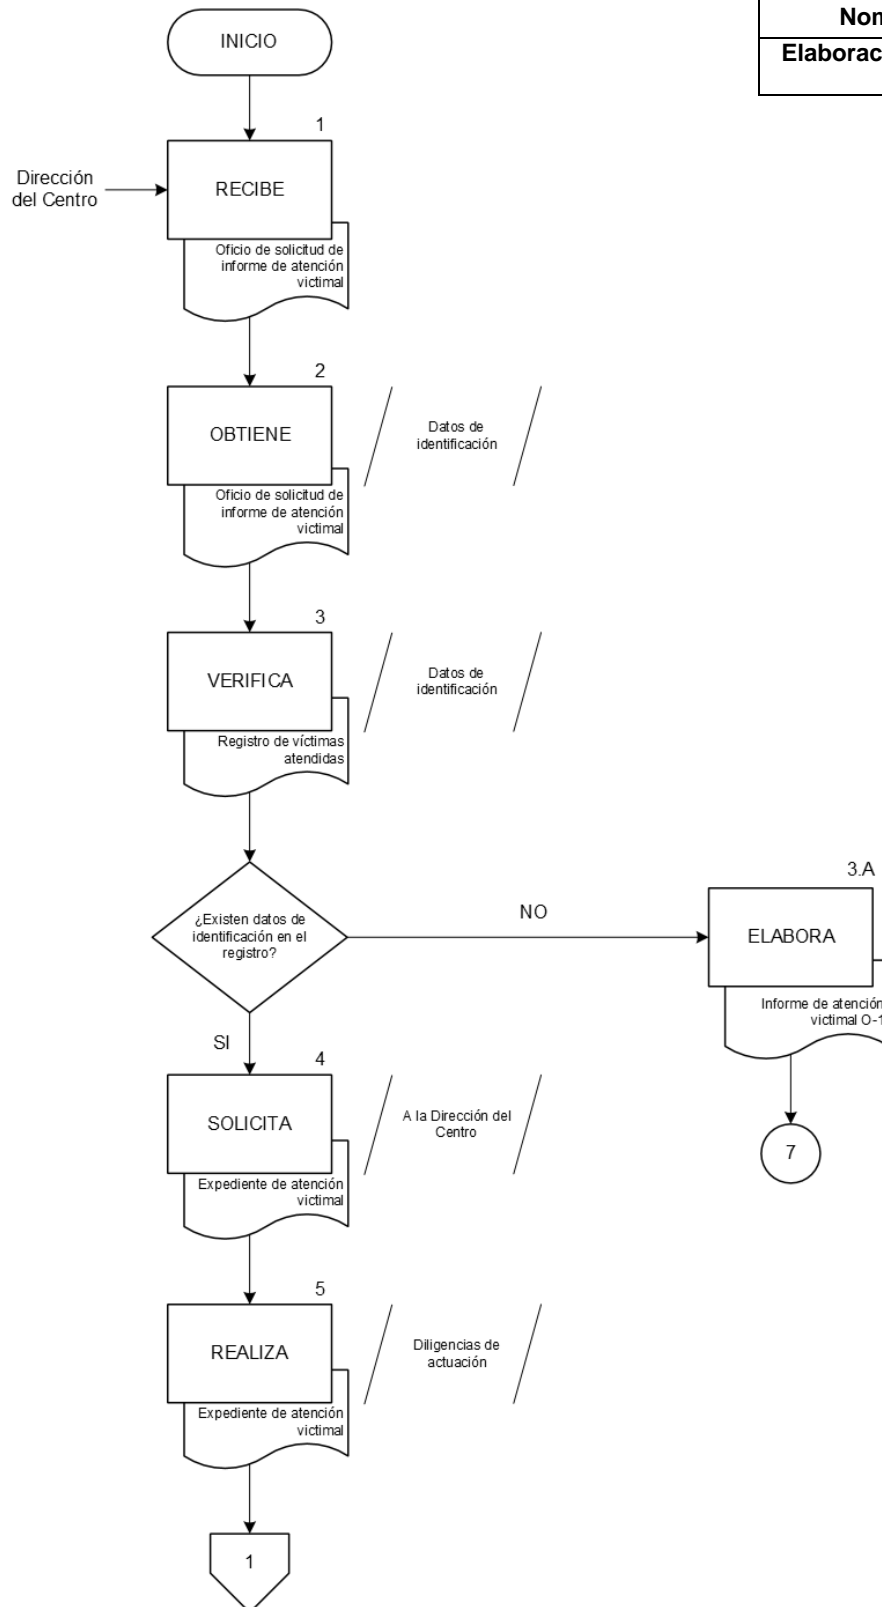 INICIO
1
Dirección
del Centro
RECIBE
Oficio de solicitud de
informe de atención
victimal
2
OBTIENE
Datos de
identificación
Oficio de solicitud de
informe de atención
victimal
3
VERIFICA
Datos de
identificación
Registro de víctimas
atendidas
¿Existen datos de
identificación en el
registro?
NO
3.A
ELABORA
Informe de atención
victimal O-1
7
SI
4
SOLICITA
A la Dirección del
Centro
Expediente de atención
victimal
5
REALIZA
Diligencias de
actuación
Expediente de atención
victimal
1